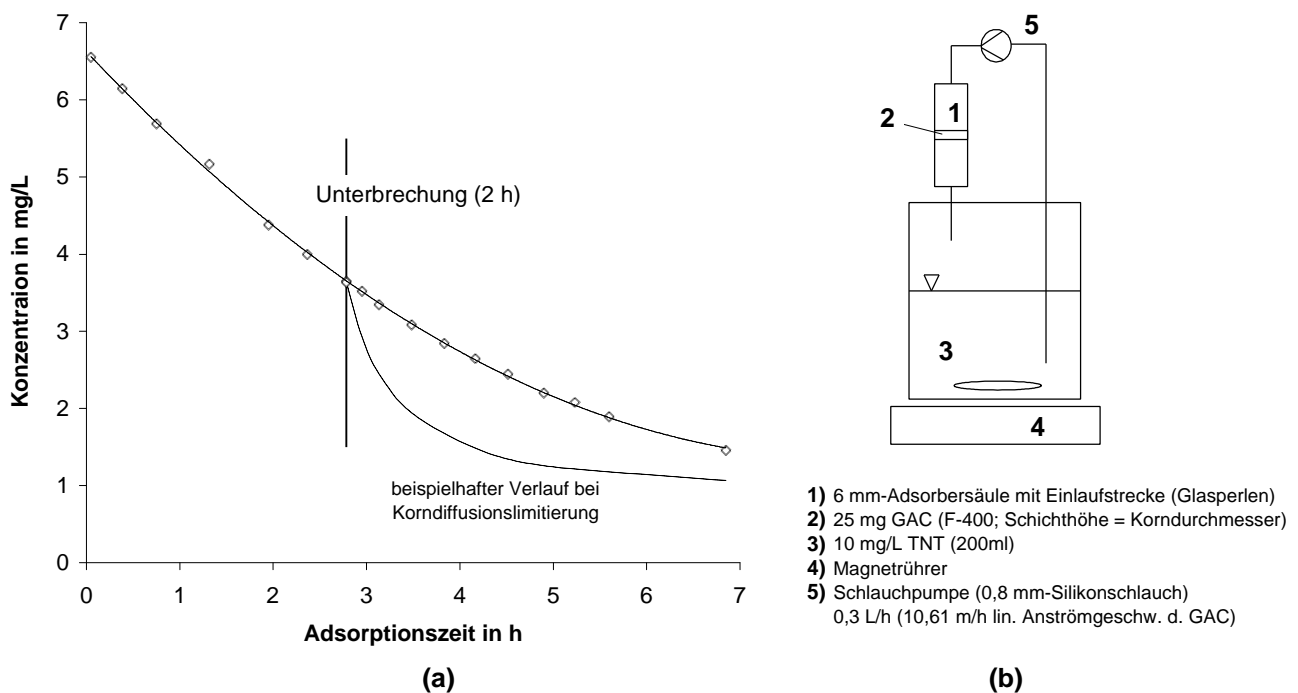 7
6
5
4
3
2
1
0
Konzentraion in mg/L
Unterbrechung (2 h)
beispielhafter Verlauf bei
Korndiffusionslimitierung
0 1 2 3 4 5 6 7
Adsorptionszeit in h
(a)
5
1
2
3
4
1) 6 mm-Adsorbersäule mit Einlaufstrecke (Glasperlen)
2) 25 mg GAC (F-400; Schichthöhe = Korndurchmesser)
3) 10 mg/L TNT (200ml)
4) Magnetrührer
5) Schlauchpumpe (0,8 mm-Silikonschlauch)
0,3 L/h (10,61 m/h lin. Anströmgeschw. d. GAC)
(b)